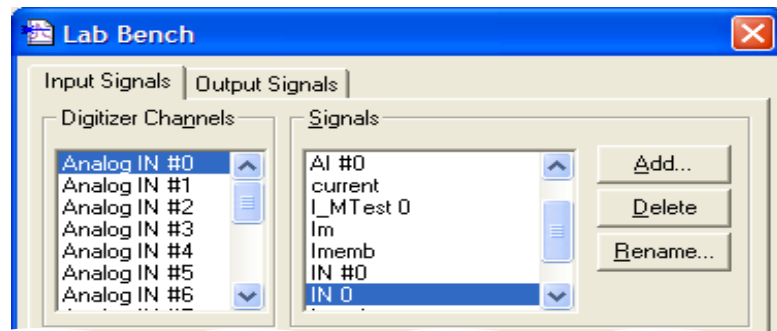 Lab Bench
Input Signals
Output Signals
Digitizer Channels
Signals
Analog IN #0
Analog IN #1
Analog IN #2
Analog IN #3
Analog IN #4
Analog IN #5
Analog IN #6
AI #0
current
I_MTest 0
Im
Imemb
IN #0
IN 0
Add...
Delete
Rename...